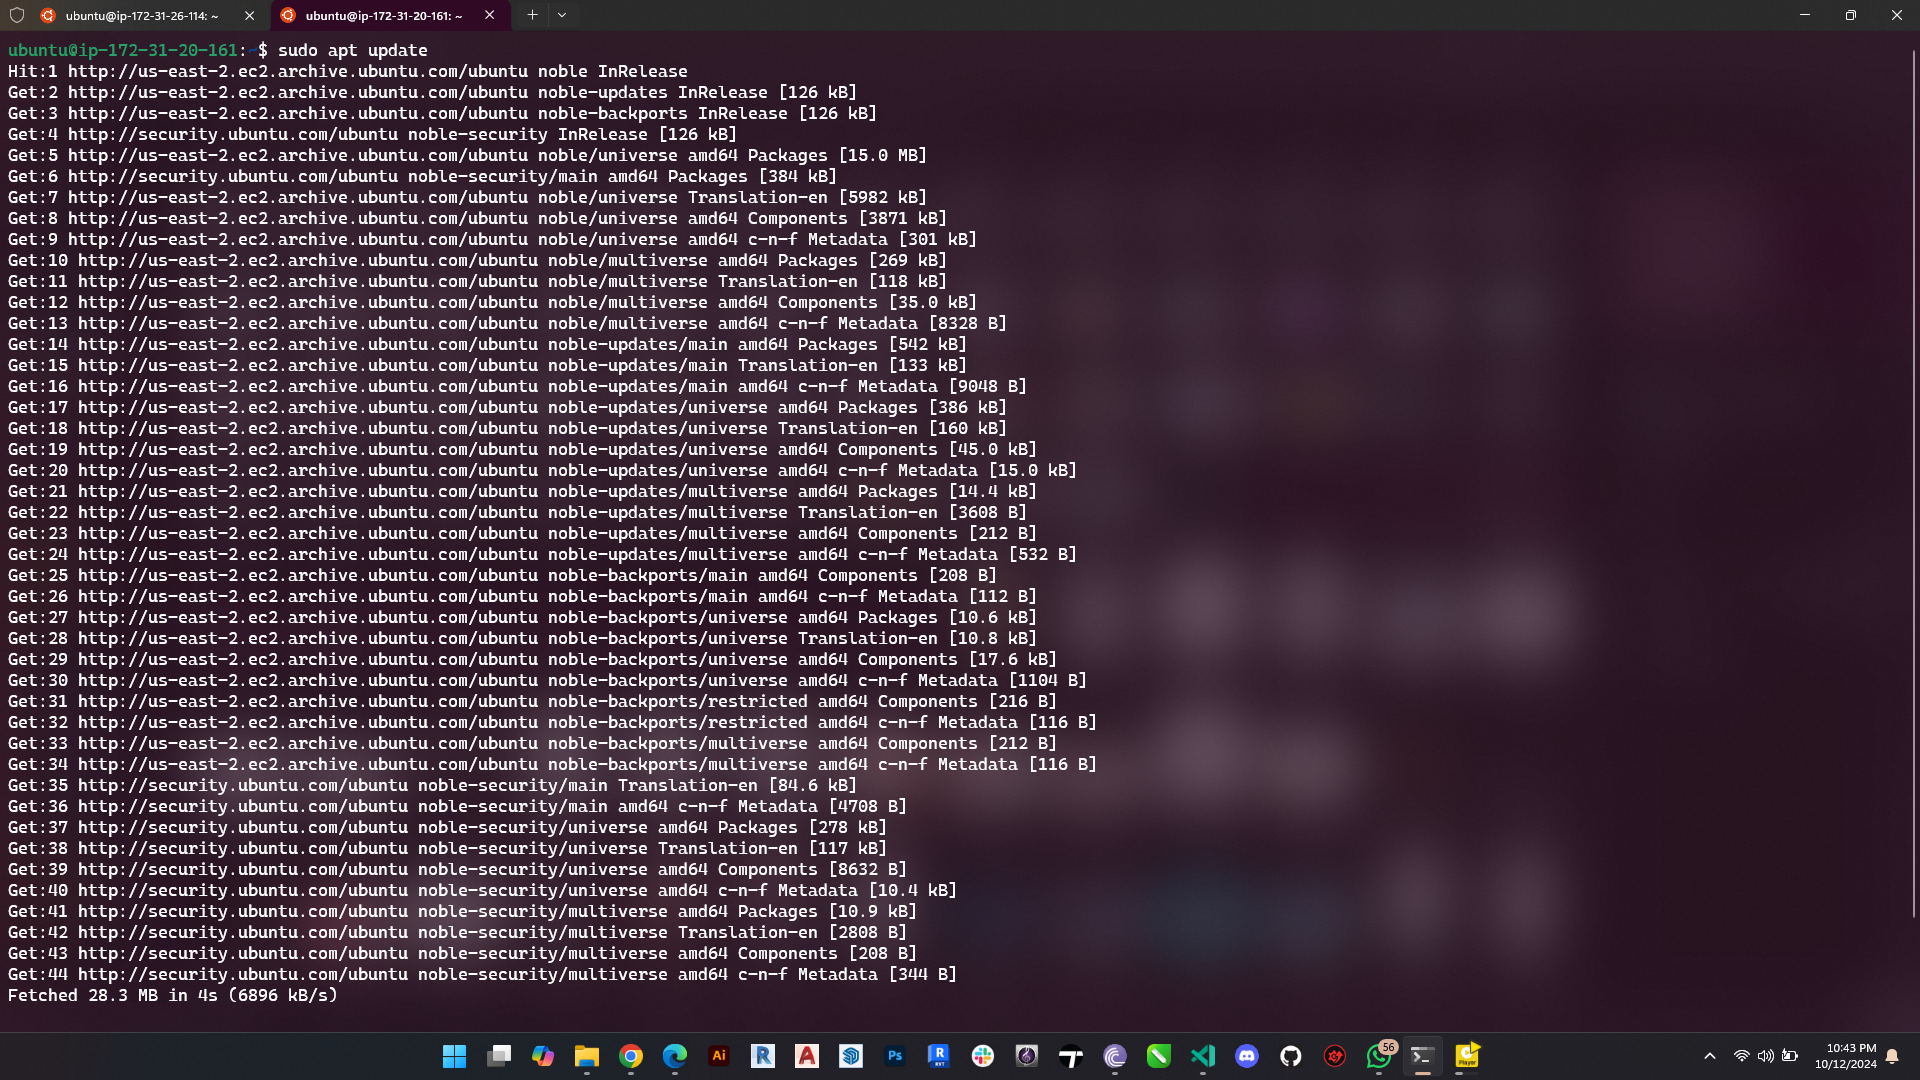 ubuntu@ip-172-31-26-114: ~
ubuntu@ip-172-31-20-161: ~
ubuntu@ip-172-31-20-161:~$ sudo apt update
Hit:1 http://us-east-2.ec2.archive.ubuntu.com/ubuntu noble InRelease
Get:2 http://us-east-2.ec2.archive.ubuntu.com/ubuntu noble-updates InRelease [126 kB]
Get:3 http://us-east-2.ec2.archive.ubuntu.com/ubuntu noble-backports InRelease [126 kB]
Get:4 http://security.ubuntu.com/ubuntu noble-security InRelease [126 kB]
Get:5 http://us-east-2.ec2.archive.ubuntu.com/ubuntu noble/universe amd64 Packages [15.0 MB]
Get:6 http://security.ubuntu.com/ubuntu noble-security/main amd64 Packages [384 kB]
Get:7 http://us-east-2.ec2.archive.ubuntu.com/ubuntu noble/universe Translation-en [5982 kB]
Get:8 http://us-east-2.ec2.archive.ubuntu.com/ubuntu noble/universe amd64 Components [3871 kB]
Get:9 http://us-east-2.ec2.archive.ubuntu.com/ubuntu noble/universe amd64 c-n-f Metadata [301 kB]
Get:10 http://us-east-2.ec2.archive.ubuntu.com/ubuntu noble/multiverse amd64 Packages [269 kB]
Get:11 http://us-east-2.ec2.archive.ubuntu.com/ubuntu noble/multiverse Translation-en [118 kB]
Get:12 http://us-east-2.ec2.archive.ubuntu.com/ubuntu noble/multiverse amd64 Components [35.0 kB]
Get:13 http://us-east-2.ec2.archive.ubuntu.com/ubuntu noble/multiverse amd64 c-n-f Metadata [8328 B]
Get:14 http://us-east-2.ec2.archive.ubuntu.com/ubuntu noble-updates/main amd64 Packages [542 kB]
Get:15 http://us-east-2.ec2.archive.ubuntu.com/ubuntu noble-updates/main Translation-en [133 kB]
Get:16 http://us-east-2.ec2.archive.ubuntu.com/ubuntu noble-updates/main amd64 c-n-f Metadata [9048 B]
Get:17 http://us-east-2.ec2.archive.ubuntu.com/ubuntu noble-updates/universe amd64 Packages [386 kB]
Get:18 http://us-east-2.ec2.archive.ubuntu.com/ubuntu noble-updates/universe Translation-en [160 kB]
Get:19 http://us-east-2.ec2.archive.ubuntu.com/ubuntu noble-updates/universe amd64 Components [45.0 kB]
Get:20 http://us-east-2.ec2.archive.ubuntu.com/ubuntu noble-updates/universe amd64 c-n-f Metadata [15.0 kB]
Get:21 http://us-east-2.ec2.archive.ubuntu.com/ubuntu noble-updates/multiverse amd64 Packages [14.4 kB]
Get:22 http://us-east-2.ec2.archive.ubuntu.com/ubuntu noble-updates/multiverse Translation-en [3608 B]
Get:23 http://us-east-2.ec2.archive.ubuntu.com/ubuntu noble-updates/multiverse amd64 Components [212 B]
Get:24 http://us-east-2.ec2.archive.ubuntu.com/ubuntu noble-updates/multiverse amd64 c-n-f Metadata [532 B]
Get:25 http://us-east-2.ec2.archive.ubuntu.com/ubuntu noble-backports/main amd64 Components [208 B]
Get:26 http://us-east-2.ec2.archive.ubuntu.com/ubuntu noble-backports/main amd64 c-n-f Metadata [112 B]
Get:27 http://us-east-2.ec2.archive.ubuntu.com/ubuntu noble-backports/universe amd64 Packages [10.6 kB]
Get:28 http://us-east-2.ec2.archive.ubuntu.com/ubuntu noble-backports/universe Translation-en [10.8 kB]
Get:29 http://us-east-2.ec2.archive.ubuntu.com/ubuntu noble-backports/universe amd64 Components [17.6 kB]
Get:30 http://us-east-2.ec2.archive.ubuntu.com/ubuntu noble-backports/universe amd64 c-n-f Metadata [1104 B]
Get:31 http://us-east-2.ec2.archive.ubuntu.com/ubuntu noble-backports/restricted amd64 Components [216 B]
Get:32 http://us-east-2.ec2.archive.ubuntu.com/ubuntu noble-backports/restricted amd64 c-n-f Metadata [116 B]
Get:33 http://us-east-2.ec2.archive.ubuntu.com/ubuntu noble-backports/multiverse amd64 Components [212 B]
Get:34 http://us-east-2.ec2.archive.ubuntu.com/ubuntu noble-backports/multiverse amd64 c-n-f Metadata [116 B]
Get:35 http://security.ubuntu.com/ubuntu noble-security/main Translation-en [84.6 kB]
Get:36 http://security.ubuntu.com/ubuntu noble-security/main amd64 c-n-f Metadata [4708 B]
Get:37 http://security.ubuntu.com/ubuntu noble-security/universe amd64 Packages [278 kB]
Get:38 http://security.ubuntu.com/ubuntu noble-security/universe Translation-en [117 kB]
Get:39 http://security.ubuntu.com/ubuntu noble-security/universe amd64 Components [8632 B]
Get:40 http://security.ubuntu.com/ubuntu noble-security/universe amd64 c-n-f Metadata [10.4 kB]
Get:41 http://security.ubuntu.com/ubuntu noble-security/multiverse amd64 Packages [10.9 kB]
Get:42 http://security.ubuntu.com/ubuntu noble-security/multiverse Translation-en [2808 B]
Get:43 http://security.ubuntu.com/ubuntu noble-security/multiverse amd64 Components [208 B]
Get:44 http://security.ubuntu.com/ubuntu noble-security/multiverse amd64 c-n-f Metadata [344 B]
Fetched 28.3 MB in 4s (6896 kB/s)
Ai
R
A
Ps
R
RVT
56
Player
10:43 PM
10/12/2024